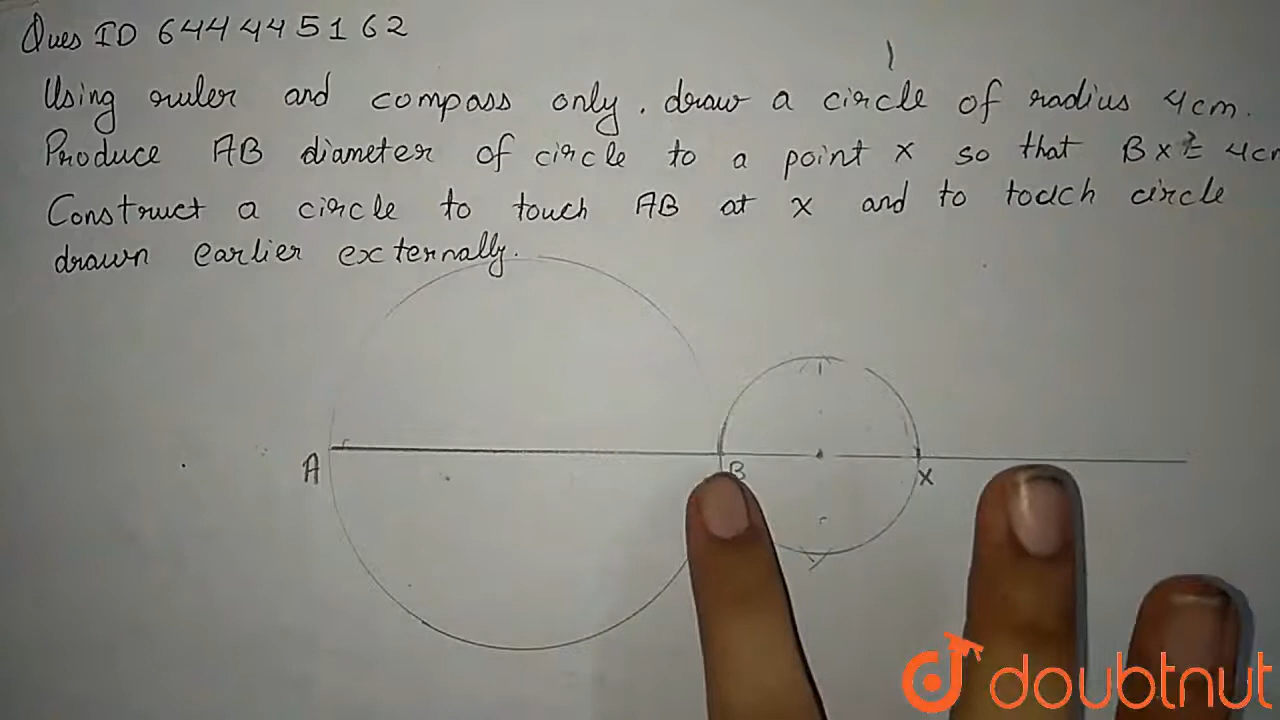 Ques ID 6444445162
Using ruler and compass only. draw a circle of radius 4cm.
Produce AB diameter of circle to a point X so that BX = 4cm
Construct a circle to touch AB at X and to touch circle
drawn earlier externally.
A
B
X
doubtnut